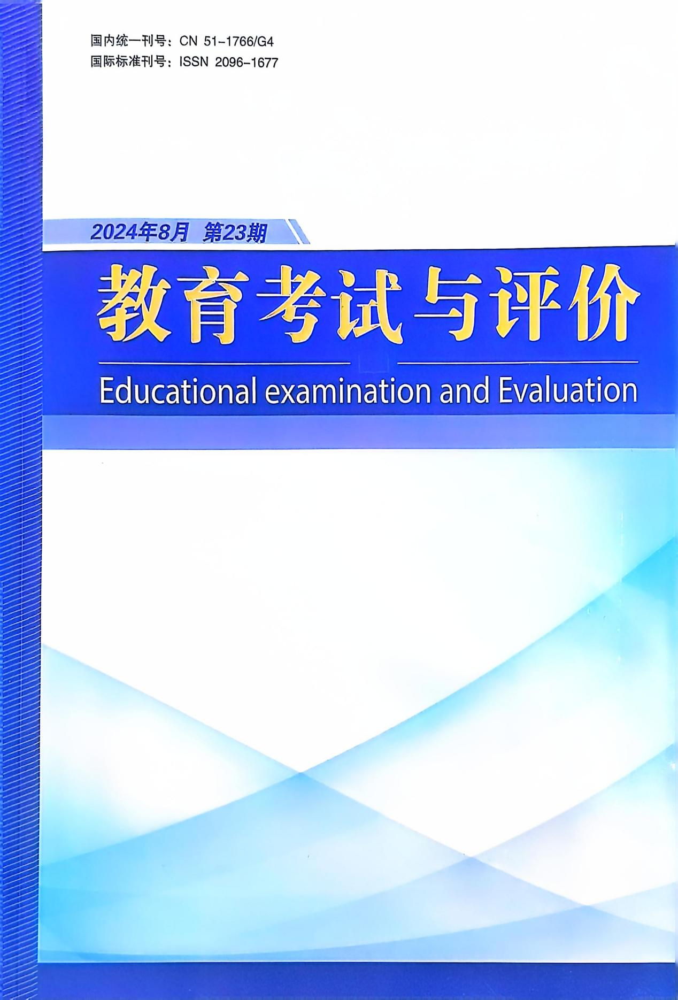 国内统一刊号：CN 51-1766/G4
国际标准刊号：ISSN 2096-1677
2024年8月 第23期
教育考试与评价
Educational examination and Evaluation